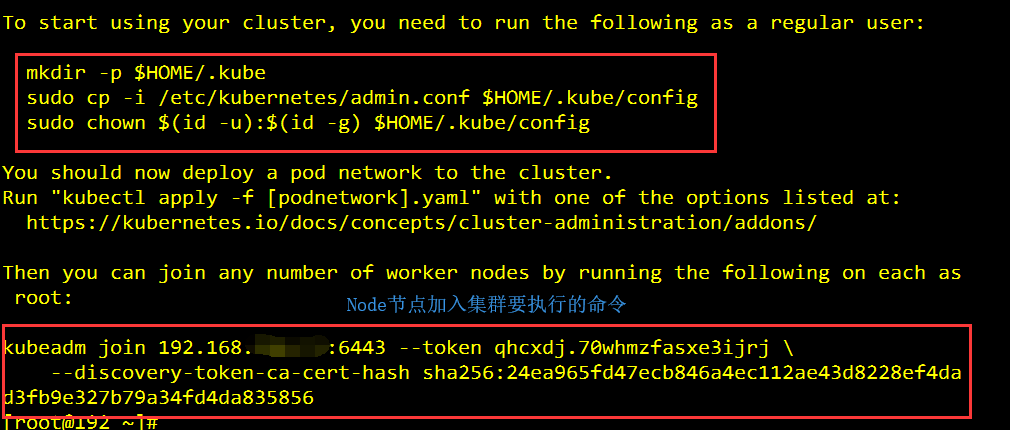 To start using your cluster, you need to run the following as a regular user:
mkdir -p $HOME/.kube
sudo cp -i /etc/kubernetes/admin.conf $HOME/.kube/config
sudo chown $(id -u):$(id -g) $HOME/.kube/config
You should now deploy a pod network to the cluster.
Run "kubectl apply -f [podnetwork].yaml" with one of the options listed at:
https://kubernetes.io/docs/concepts/cluster-administration/addons/
Then you can join any number of worker nodes by running the following on each as
root:
Node节点加入集群要执行的命令
kubeadm join 192.168. :6443 --token qhcxdj.70whmzfasxe3ijrj \
--discovery-token-ca-cert-hash sha256:24ea965fd47ecb846a4ec112ae43d8228ef4da
d3fb9e327b79a34fd4da835856
[root@192 ~]#